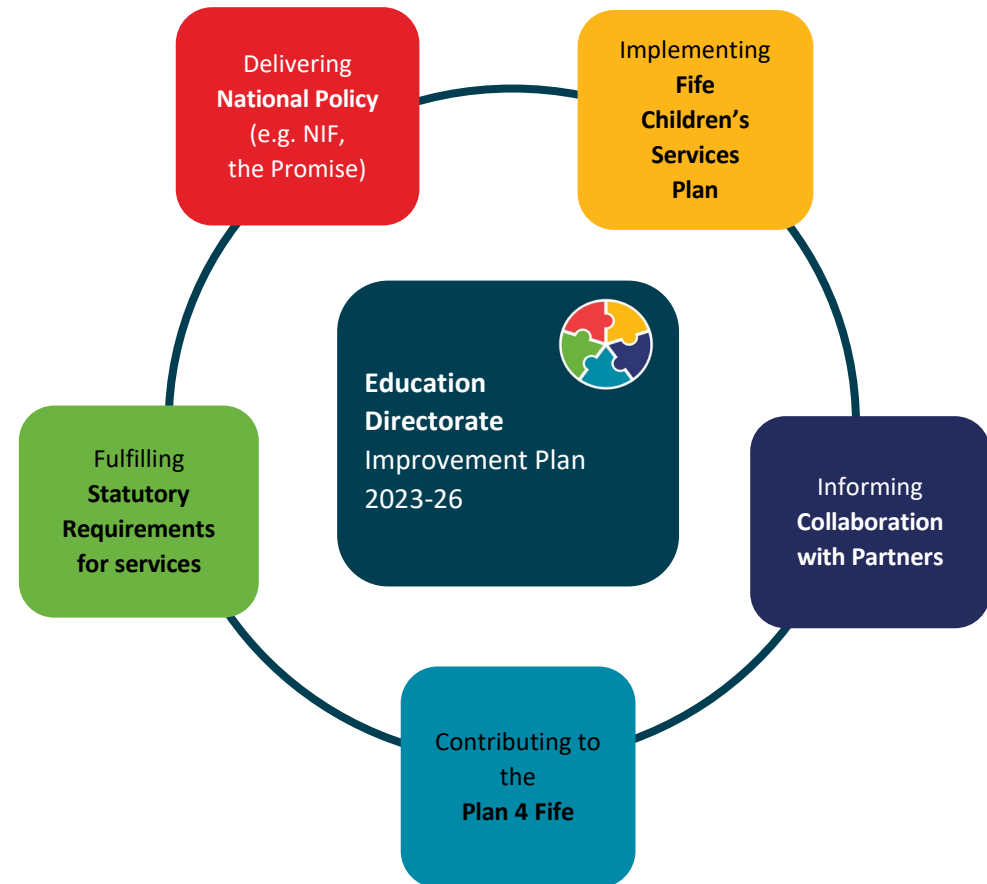 Delivering
National Policy
(e.g. NIF,
the Promise)
Implementing
Fife
Children’s
Services
Plan
Education
Directorate
Improvement Plan
2023-26
Fulfilling
Statutory
Requirements
for services
Informing
Collaboration
with Partners
Contributing to
the
Plan 4 Fife